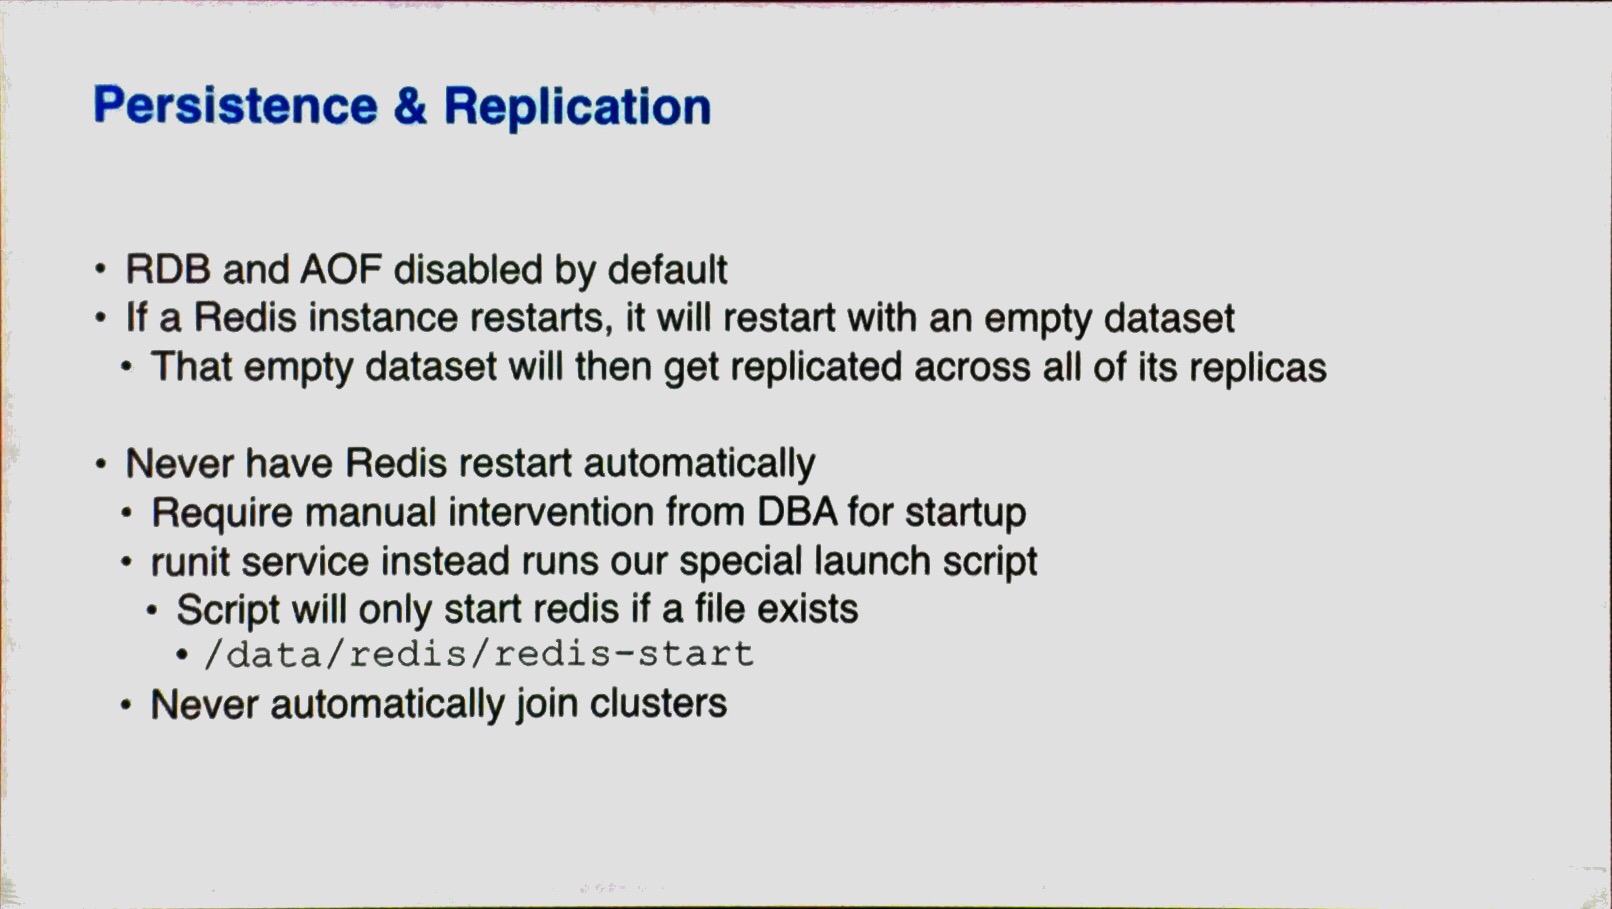 Persistence & Replication
• RDB and AOF disabled by default
• If a Redis instance restarts, it will restart with an empty dataset
• That empty dataset will then get replicated across all of its replicas
• Never have Redis restart automatically
• Require manual intervention from DBA for startup
• runit service instead runs our special launch script
• Script will only start redis if a file exists
• /data/redis/redis-start
• Never automatically join clusters